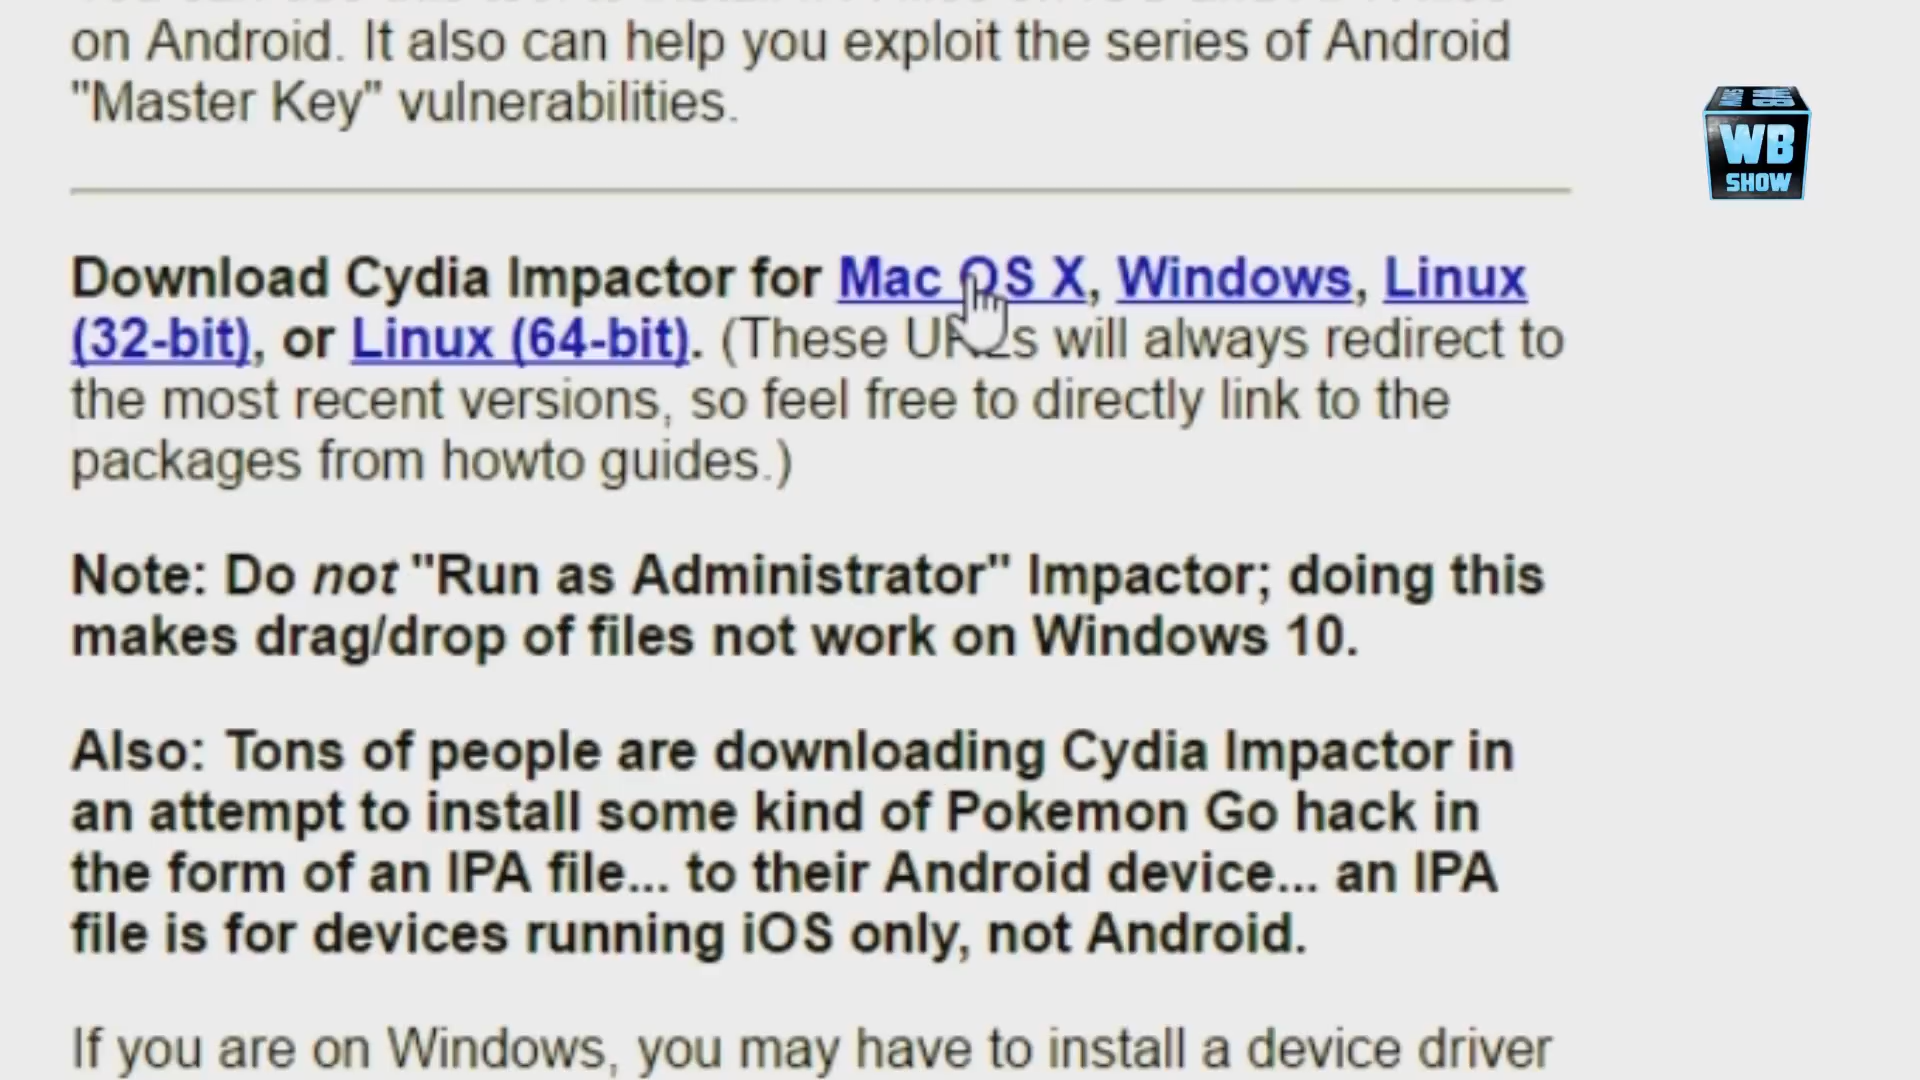 on Android. It also can help you exploit the series of Android
"Master Key" vulnerabilities.
WB
SHOW
WB
SHOW
Download Cydia Impactor for Mac OS X, Windows, Linux
(32-bit), or Linux (64-bit). (These URLs will always redirect to
the most recent versions, so feel free to directly link to the
packages from howto guides.)
Note: Do not "Run as Administrator" Impactor; doing this
makes drag/drop of files not work on Windows 10.
Also: Tons of people are downloading Cydia Impactor in
an attempt to install some kind of Pokemon Go hack in
the form of an IPA file... to their Android device... an IPA
file is for devices running iOS only, not Android.
If you are on Windows, you may have to install a device driver